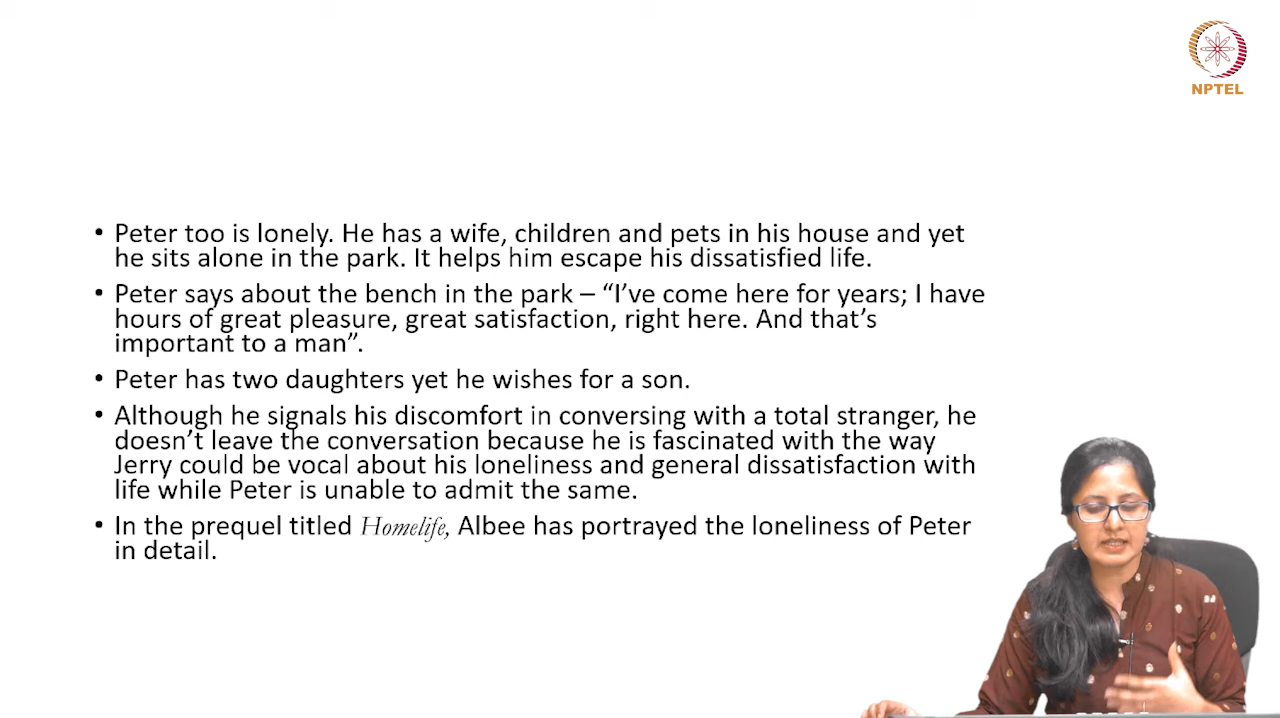 NPTEL
• Peter too is lonely. He has a wife, children and pets in his house and yet
he sits alone in the park. It helps him escape his dissatisfied life.
• Peter says about the bench in the park – “I’ve come here for years; I have
hours of great pleasure, great satisfaction, right here. And that’s
important to a man”.
• Peter has two daughters yet he wishes for a son.
• Although he signals his discomfort in conversing with a total stranger, he
doesn’t leave the conversation because he is fascinated with the way
Jerry could be vocal about his loneliness and general dissatisfaction with
life while Peter is unable to admit the same.
• In the prequel titled Homelife, Albee has portrayed the loneliness of Peter
in detail.